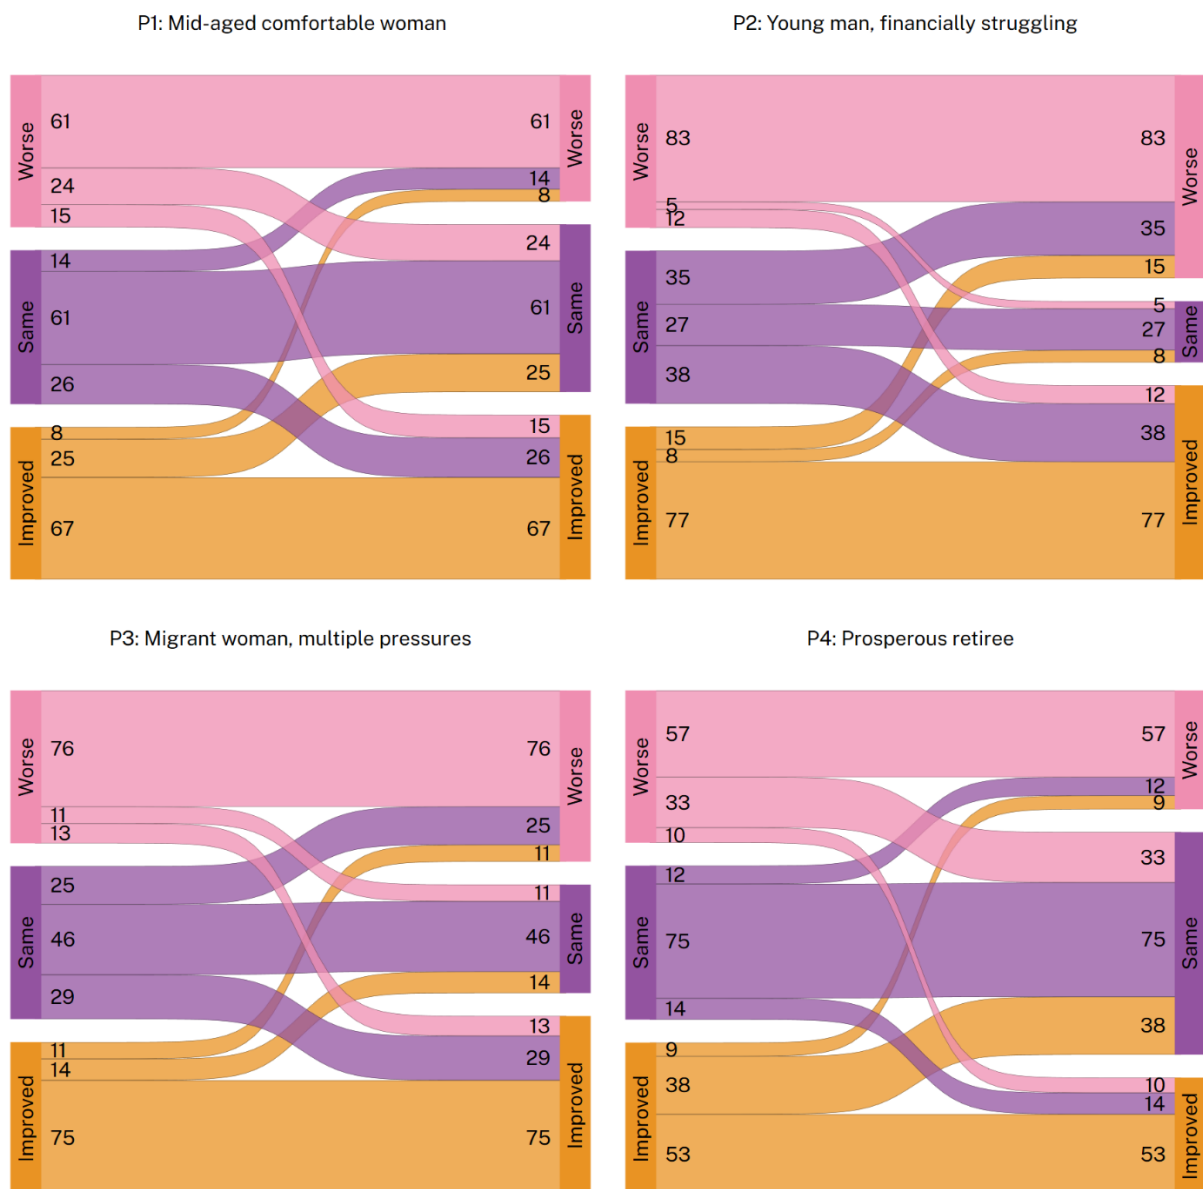 P1: Mid-aged comfortable woman
Worse
61
24
15
Same
14
61
26
Improved
8
25
67
61
14
8
Worse
24
61
25
Same
15
26
67
Improved
P2: Young man, financially struggling
Worse
83
5
12
Same
35
27
38
Improved
15
8
77
83
35
15
Worse
5
27
8
Same
12
38
77
Improved
P3: Migrant woman, multiple pressures
Worse
76
11
13
Same
25
46
29
Improved
11
14
75
76
25
11
Worse
11
46
14
Same
13
29
75
Improved
P4: Prosperous retiree
Worse
57
33
10
Same
12
75
14
Improved
9
38
53
57
12
9
Worse
33
75
38
Same
10
14
53
Improved